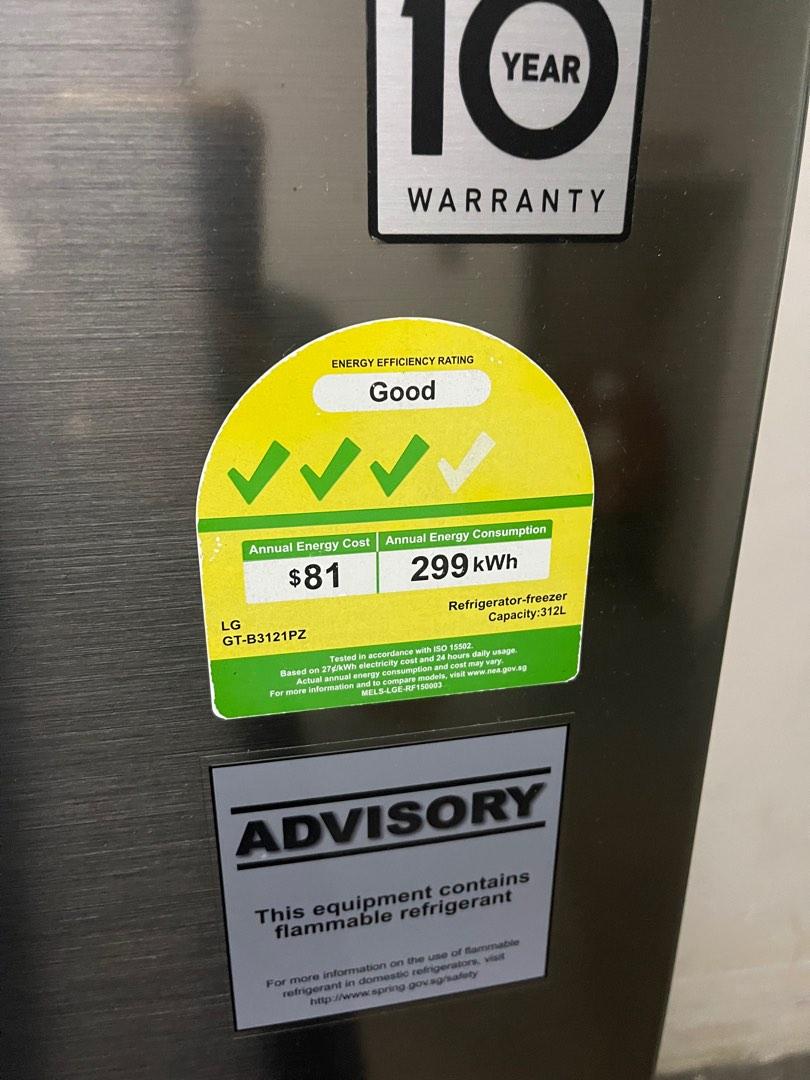 10
YEAR
WARRANTY
ENERGY EFFICIENCY RATING
Good
Annual Energy Cost
$81
Annual Energy Consumption
299 kWh
LG
GT-B3121PZ
Refrigerator-freezer
Capacity:312L
Tested in accordance with ISO 15502.
Based on 27¢/kWh electricity cost and 24 hours daily usage.
Actual annual energy consumption and cost may vary.
For more information and to compare models, visit www.nea.gov.sg
MELS-LGE-RF150003
ADVISORY
This equipment contains
flammable refrigerant
For more information on the use of flammable
refrigerant in domestic refrigerators, visit
http://www.spring.gov.sg/safety